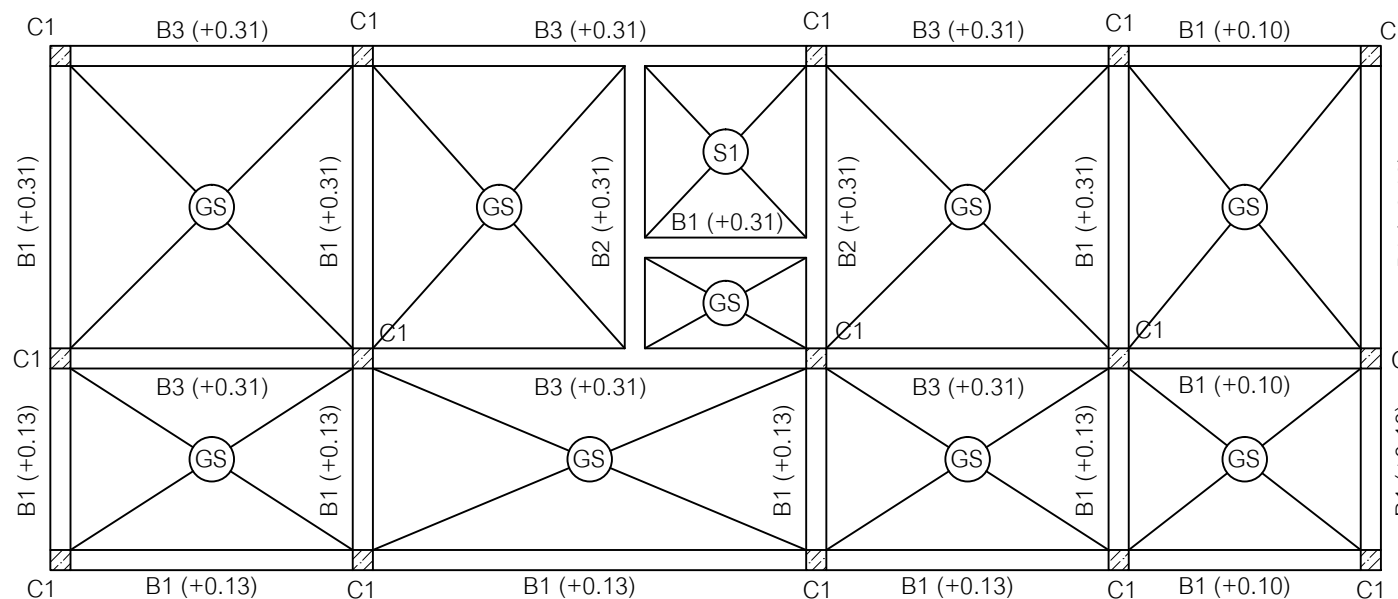 C1
C1
C1
C1
C
B3 (+0.31)
B3 (+0.31)
B3 (+0.31)
B1 (+0.10)
B1 (+0.31)
GS
B1 (+0.31)
GS
B2 (+0.31)
S1
B1 (+0.31)
GS
B2 (+0.31)
GS
B1 (+0.31)
GS
C1
C1
C1
C1
B3 (+0.31)
B3 (+0.31)
B3 (+0.31)
B1 (+0.10)
B1 (+0.13)
GS
B1 (+0.13)
GS
B1 (+0.13)
GS
B1 (+0.13)
GS
C1
B1 (+0.13)
C1
B1 (+0.13)
C1
B1 (+0.13)
C1
B1 (+0.10)
C1